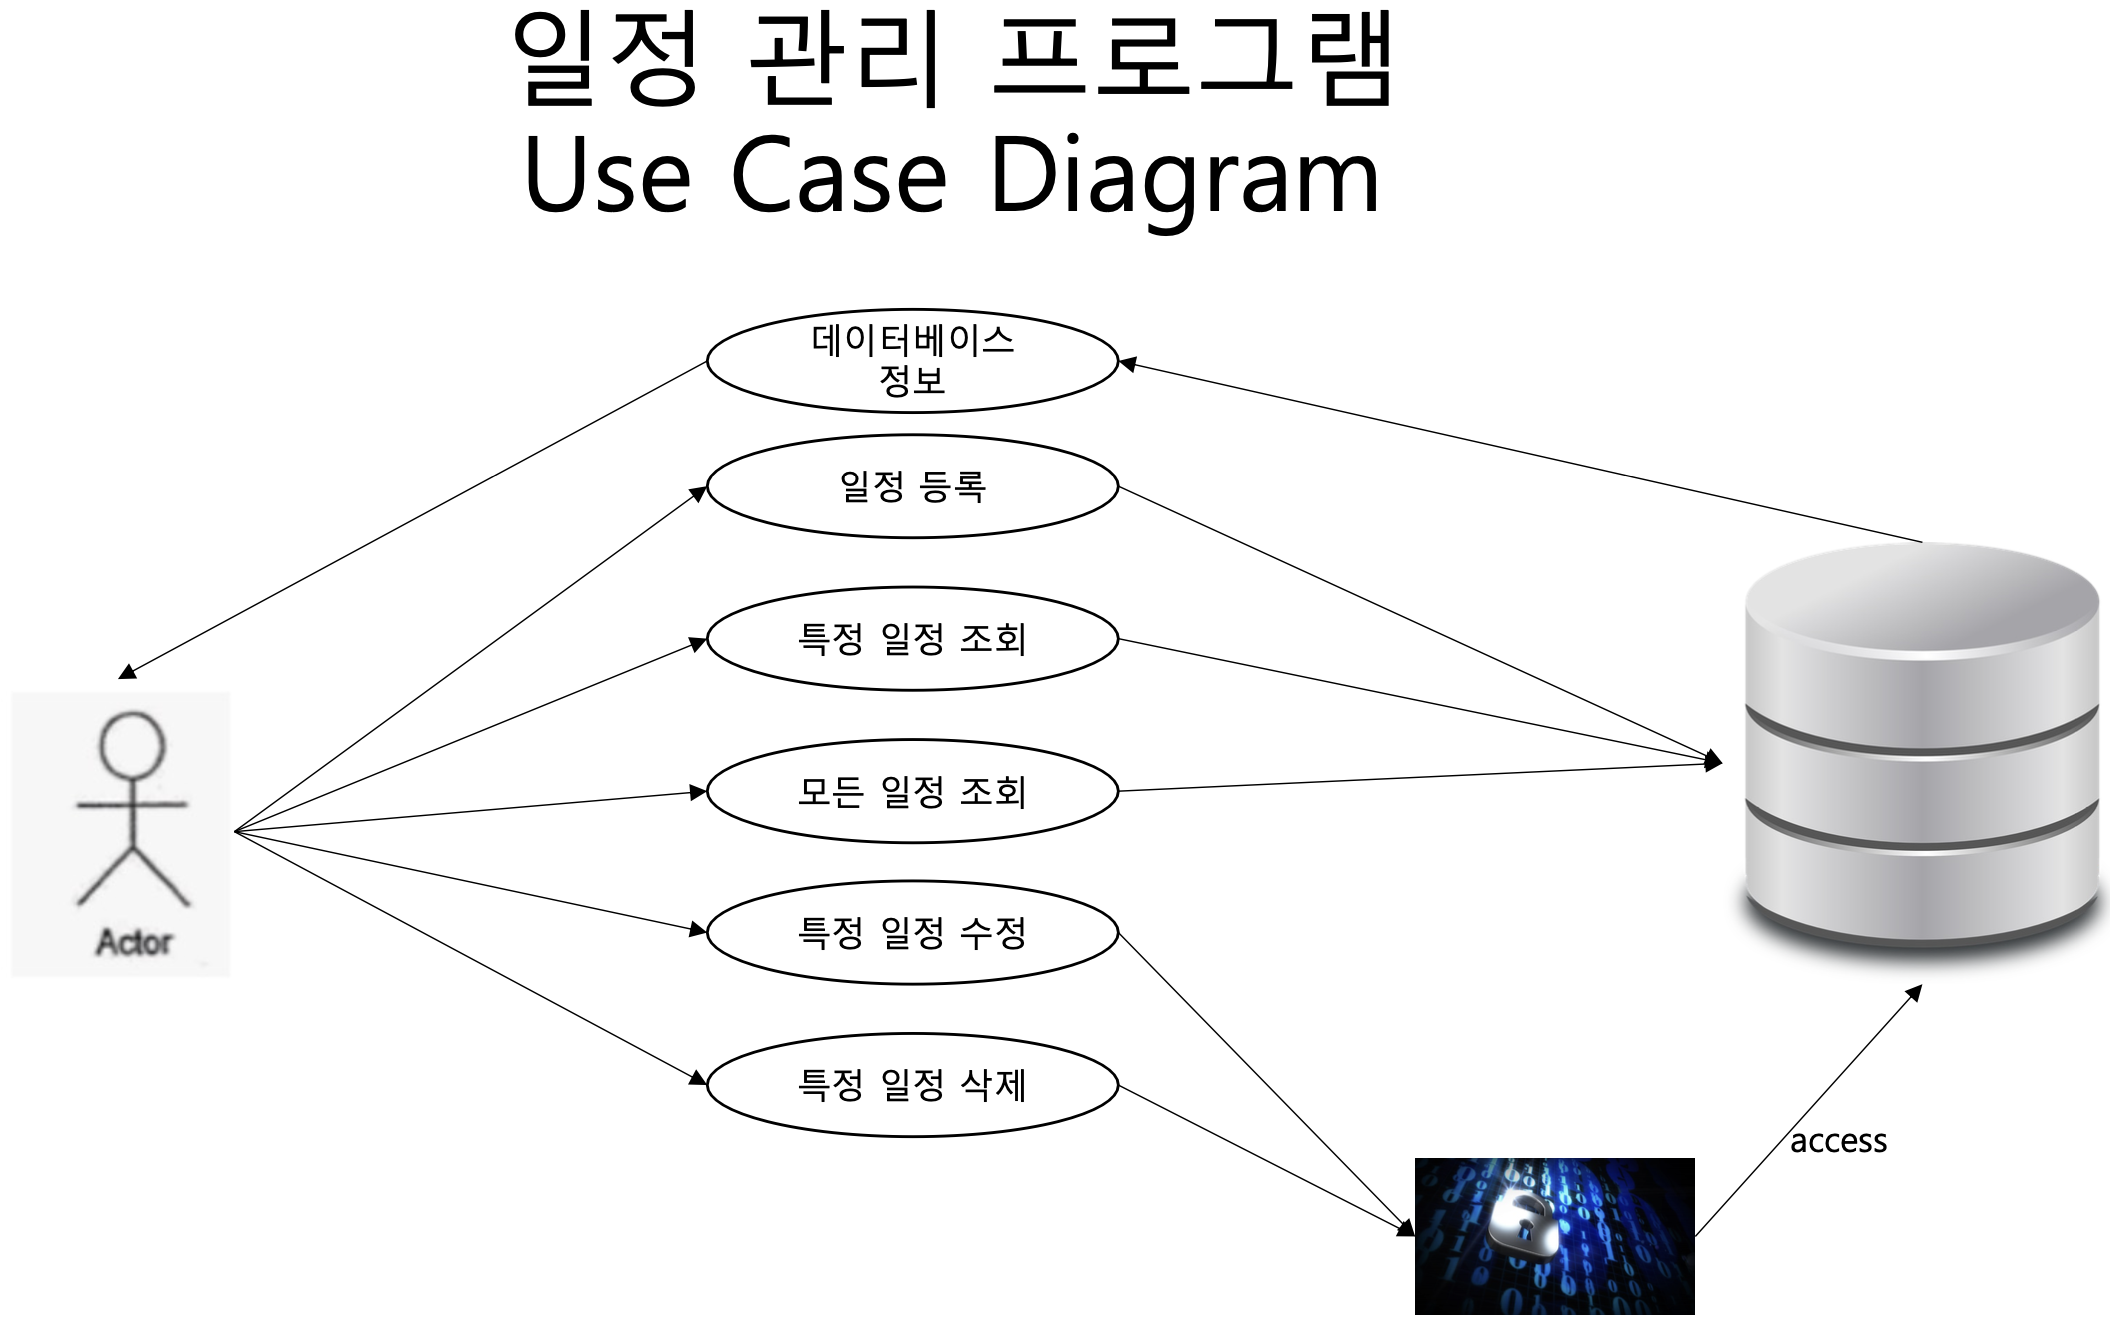 일정 관리 프로그램
Use Case Diagram
데이터베이스
정보
일정 등록
특정 일정 조회
모든 일정 조회
특정 일정 수정
Actor
특정 일정 삭제
access